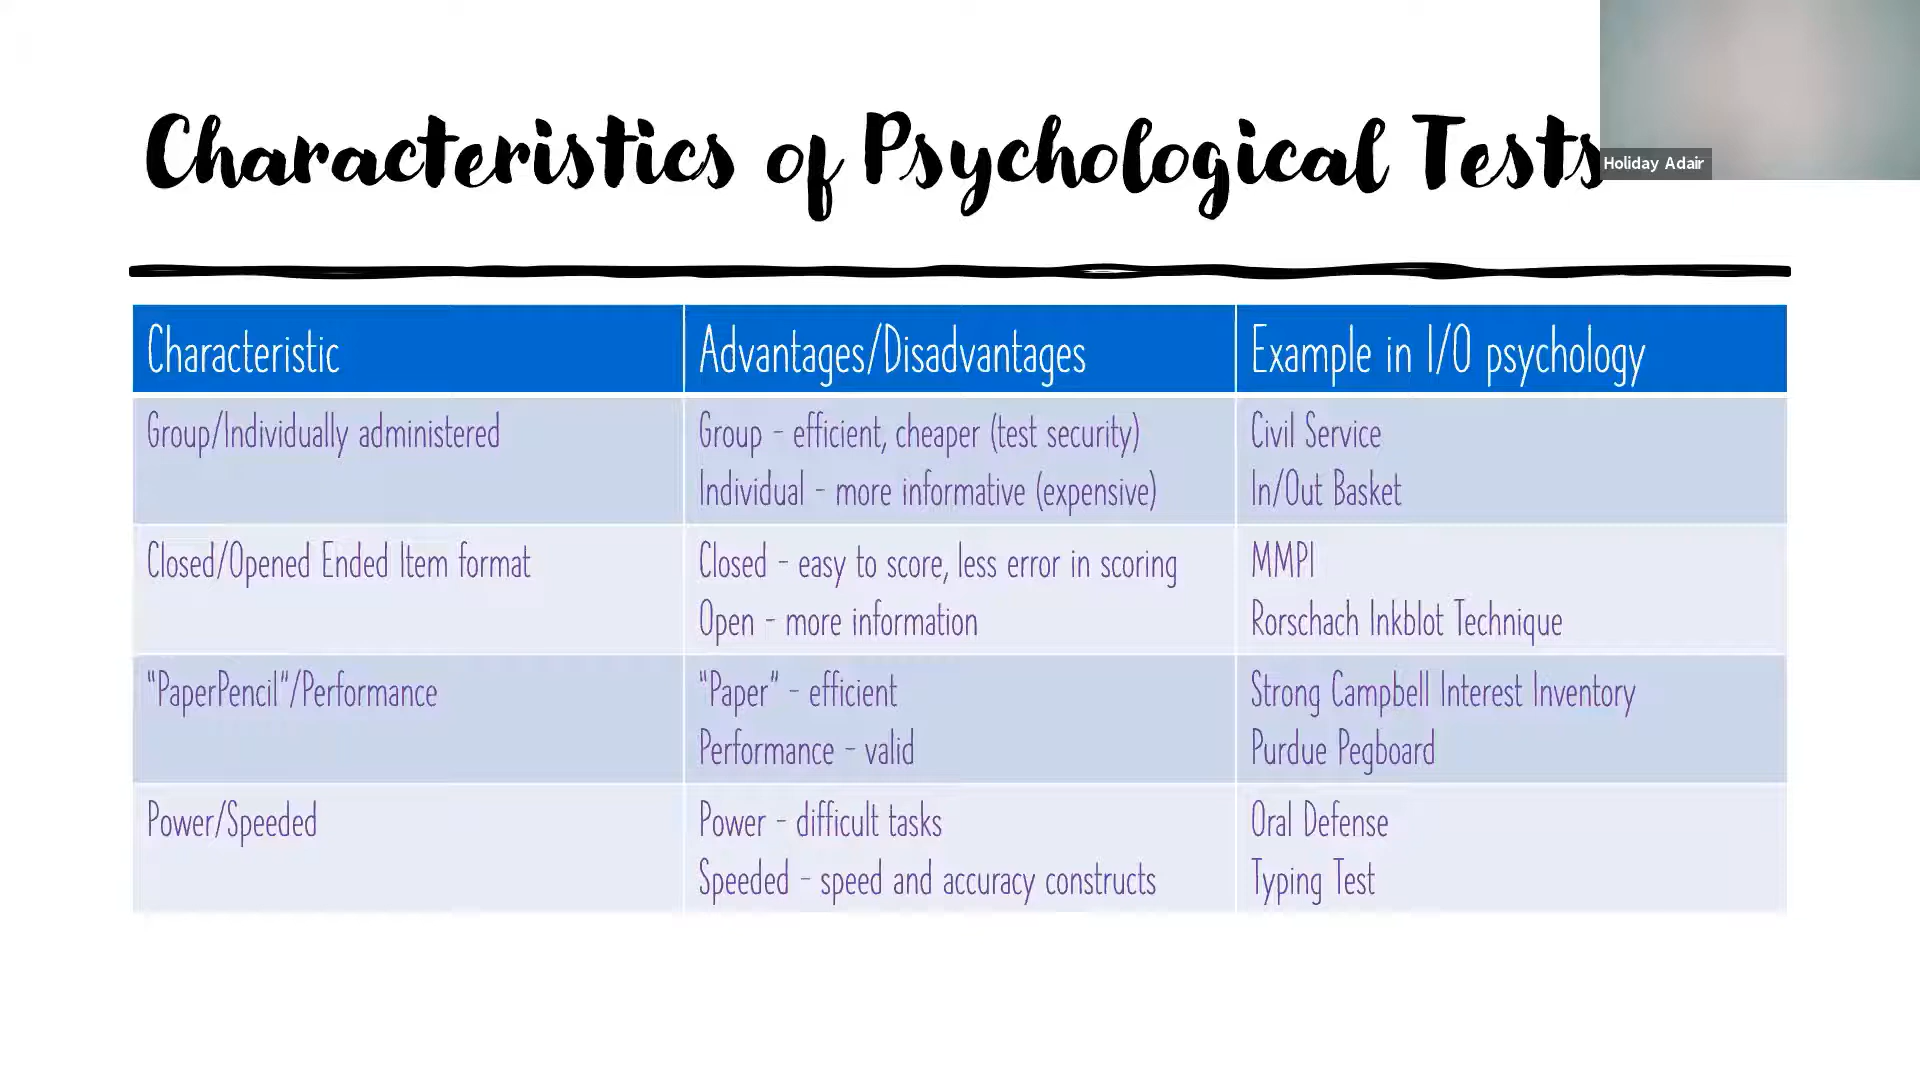 Characteristics of Psychological Tests
Holiday Adair
Characteristic
Advantages/Disadvantages
Example in I/O psychology
Group/Individually administered
Group - efficient, cheaper (test security)
Individual - more informative (expensive)
Civil Service
In/Out Basket
Closed/Opened Ended Item format
Closed - easy to score, less error in scoring
Open - more information
MMPI
Rorschach Inkblot Technique
"PaperPencil"/Performance
"Paper" - efficient
Performance - valid
Strong Campbell Interest Inventory
Purdue Pegboard
Power/Speeded
Power - difficult tasks
Speeded - speed and accuracy constructs
Oral Defense
Typing Test